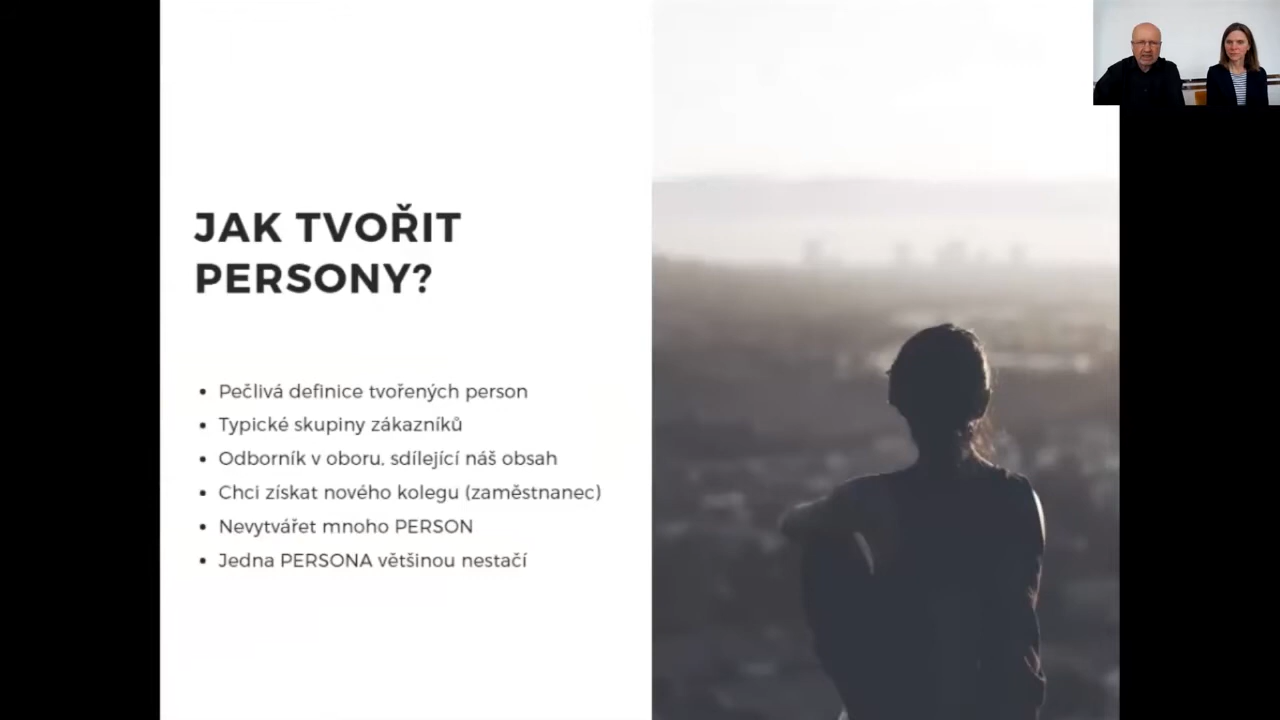 JAK TVOŘIT
PERSONY?
• Pečlivá definice tvořených person
• Typické skupiny zákazníků
• Odborník v oboru, sdílející náš obsah
• Chci získat nového kolegu (zaměstnanec)
• Nevytvářet mnoho PERSON
• Jedna PERSONA většinou nestačí